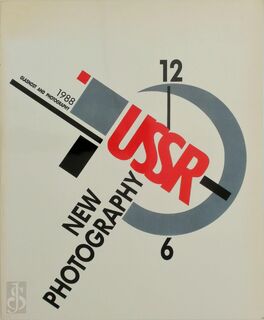 12
1988
GLASNOST AND PHOTOGRAPHY
USSR
NEW
PHOTOGRAPHY
6